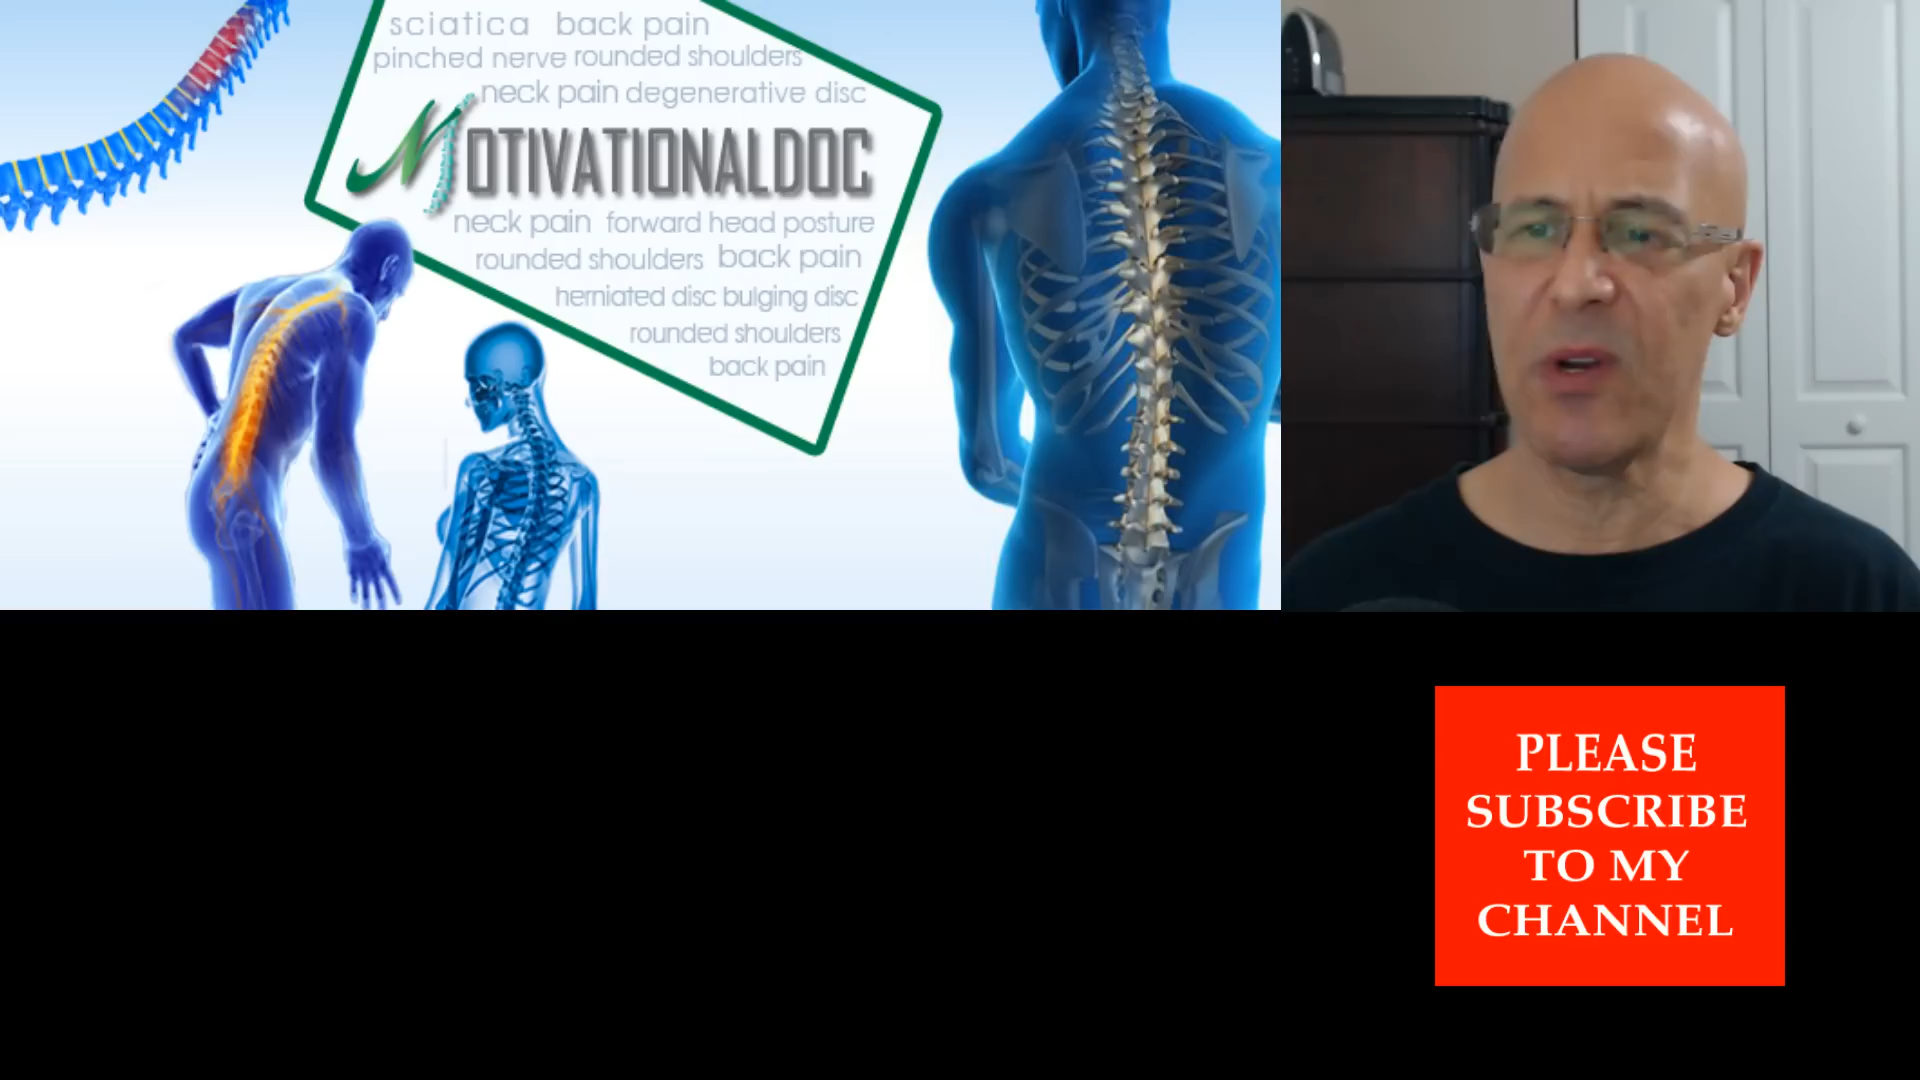 sciatica back pain
pinched nerve rounded shoulders
neck pain degenerative disc
MOTIVATIONALDOC
neck pain forward head posture
rounded shoulders back pain
herniated disc bulging disc
rounded shoulders
back pain
PLEASE
SUBSCRIBE
TO MY
CHANNEL